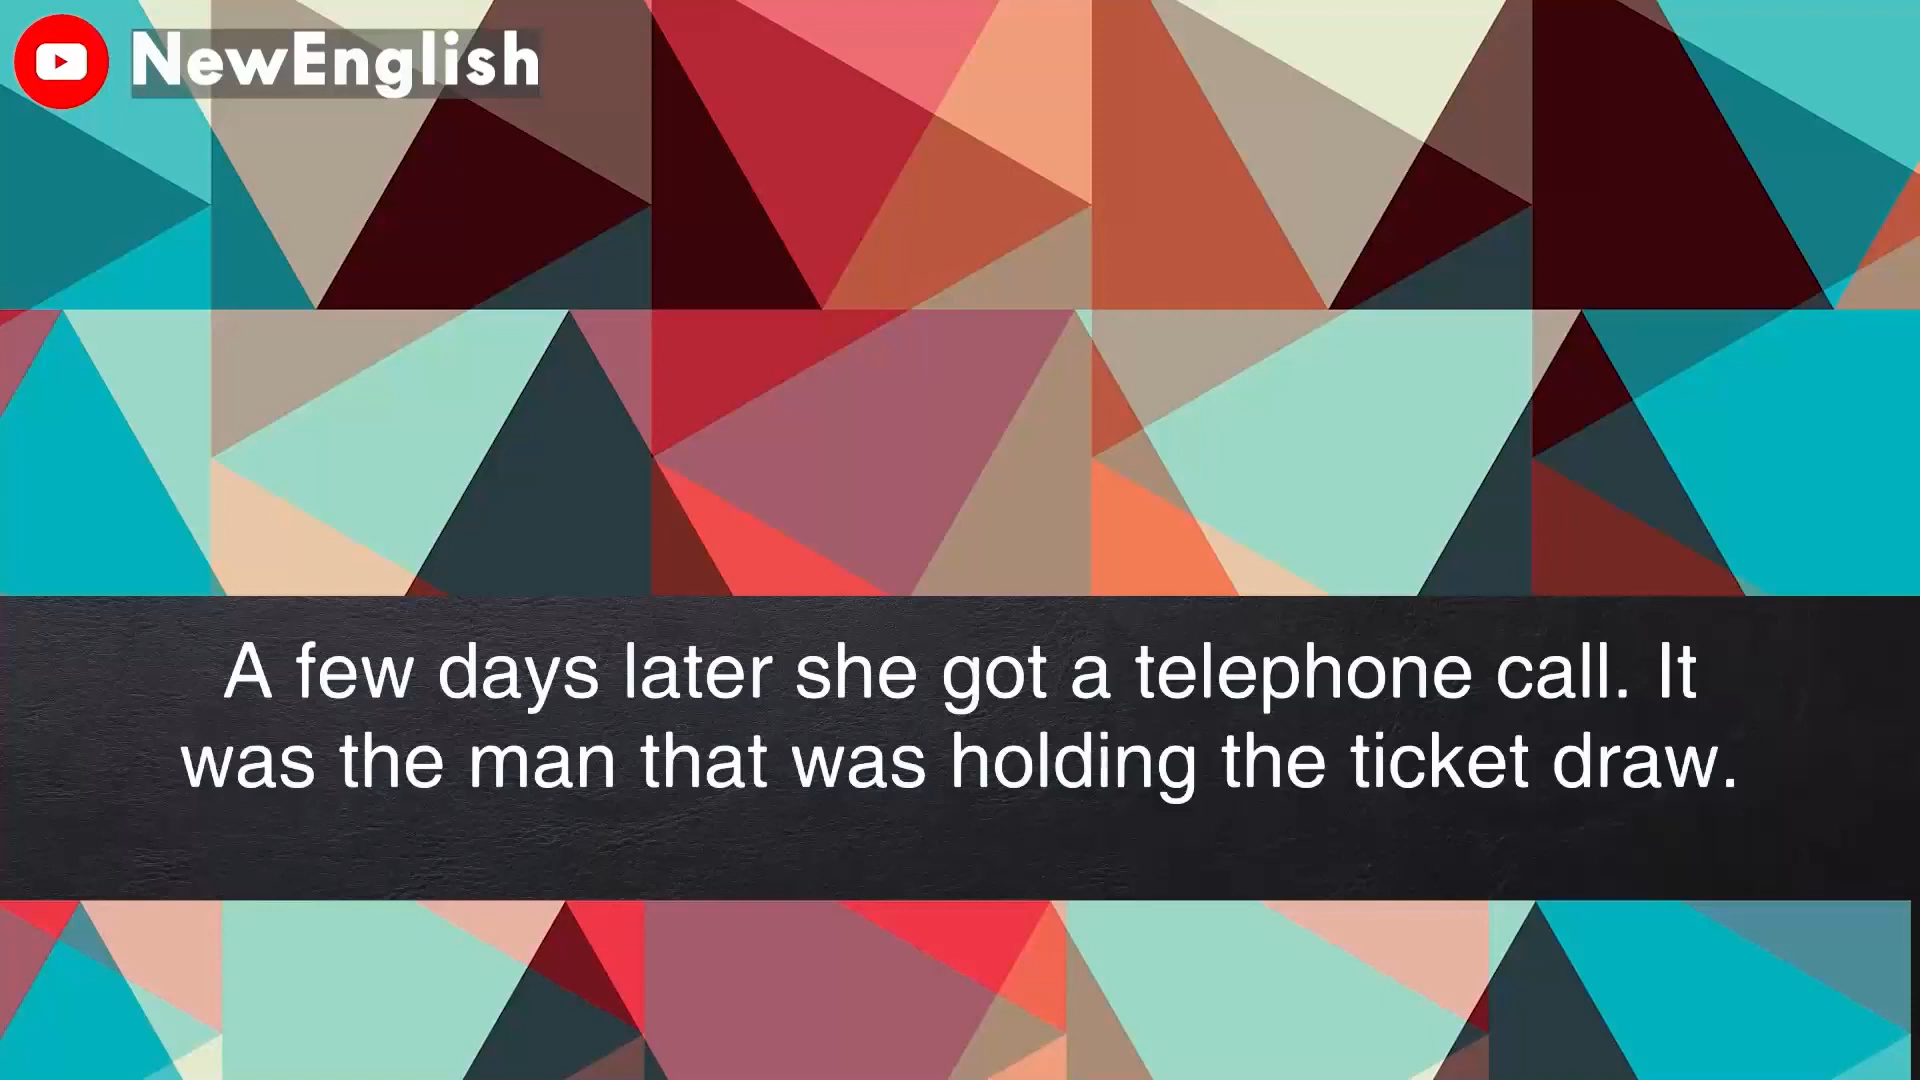 NewEnglish
A few days later she got a telephone call. It
was the man that was holding the ticket draw.